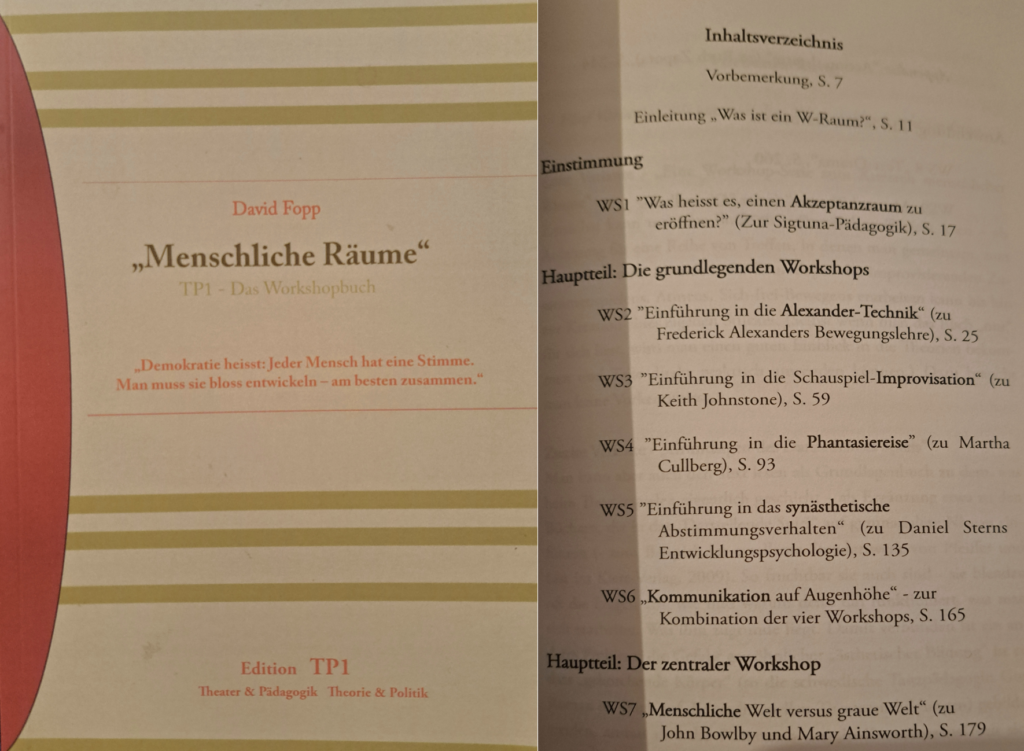 David Fopp
„Menschliche Räume“
TP1 - Das Workshopbuch
„Demokratie heisst: Jeder Mensch hat eine Stimme.
Man muss sie bloss entwickeln – am besten zusammen.“
Edition TP1
Theater & Pädagogik Theorie & Politik
Inhaltsverzeichnis
Vorbemerkung, S. 7
Einleitung „Was ist ein W-Raum?“, S. 11
Einstimmung
WS1 ”Was heisst es, einen Akzeptanzraum zu
eröffnen?” (Zur Sigtuna-Pädagogik), S. 17
Hauptteil: Die grundlegenden Workshops
WS2 ”Einführung in die Alexander-Technik“ (zu
Frederick Alexanders Bewegungslehre), S. 25
WS3 ”Einführung in die Schauspiel-Improvisation“ (zu
Keith Johnstone), S. 59
WS4 ”Einführung in die Phantasiereise” (zu Martha
Cullberg), S. 93
WS5 ”Einführung in das synästhetische
Abstimmungsverhalten“ (zu Daniel Sterns
Entwicklungspsychologie), S. 135
WS6 „Kommunikation auf Augenhöhe“ - zur
Kombination der vier Workshops, S. 165
Hauptteil: Der zentraler Workshop
WS7 „Menschliche Welt versus graue Welt“ (zu
John Bowlby und Mary Ainsworth), S. 179